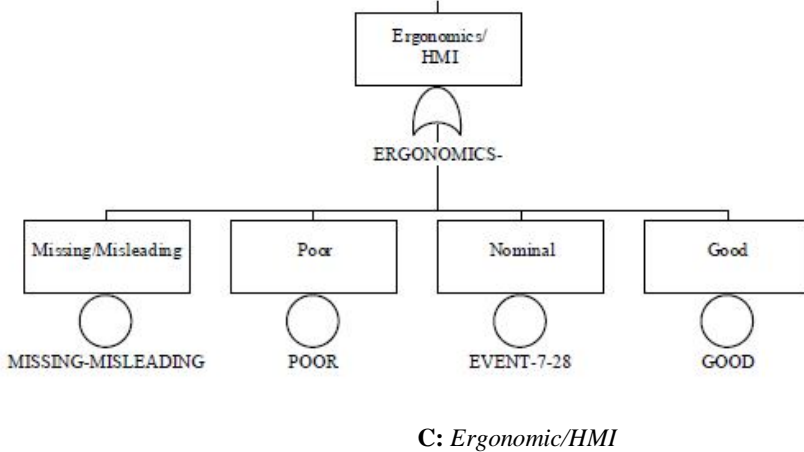 Ergonomics/
HMI
ERGONOMICS-
Missing/Misleading Poor Nominal Good
MISSING-MISLEADING POOR EVENT-7-28 GOOD
C: Ergonomic/HMI